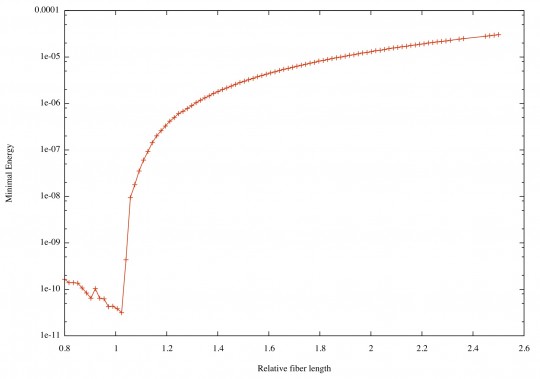 0.0001
1e-05
1e-06
1e-07
1e-08
1e-09
1e-10
1e-11
Minimal Energy
0.8 1 1.2 1.4 1.6 1.8 2 2.2 2.4 2.6
Relative fiber length